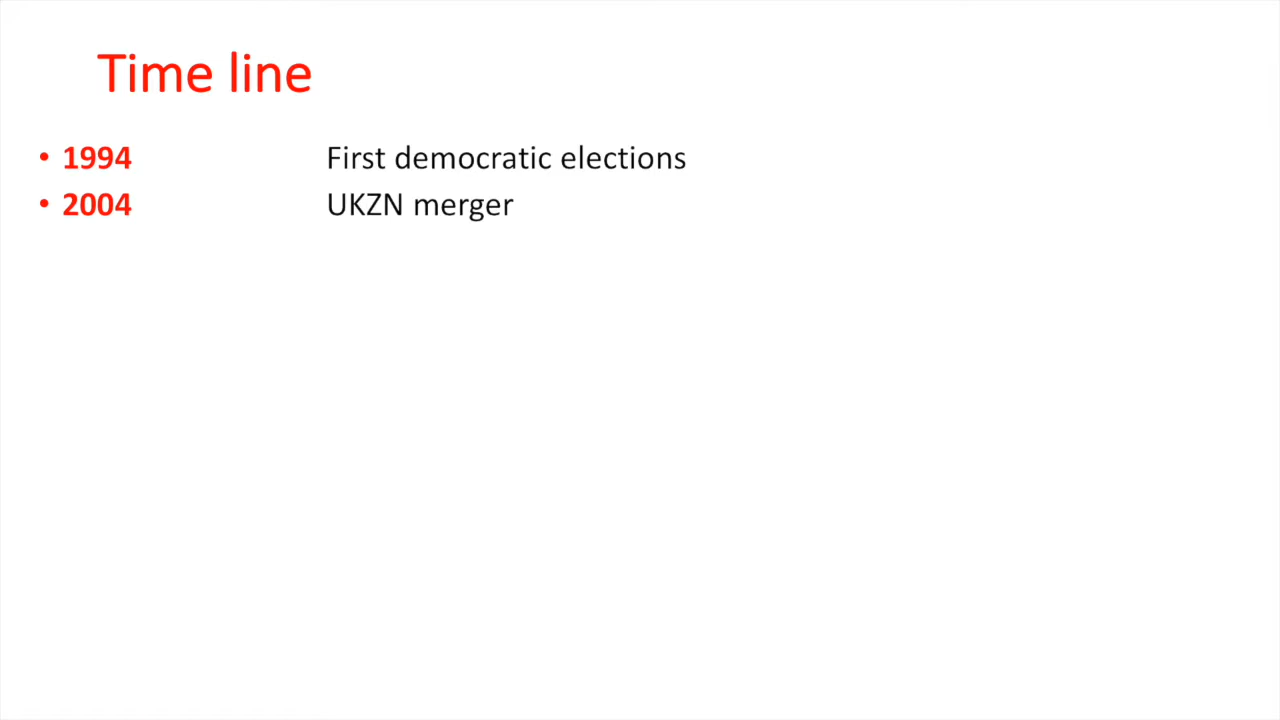 Time line
• 1994 First democratic elections
• 2004 UKZN merger